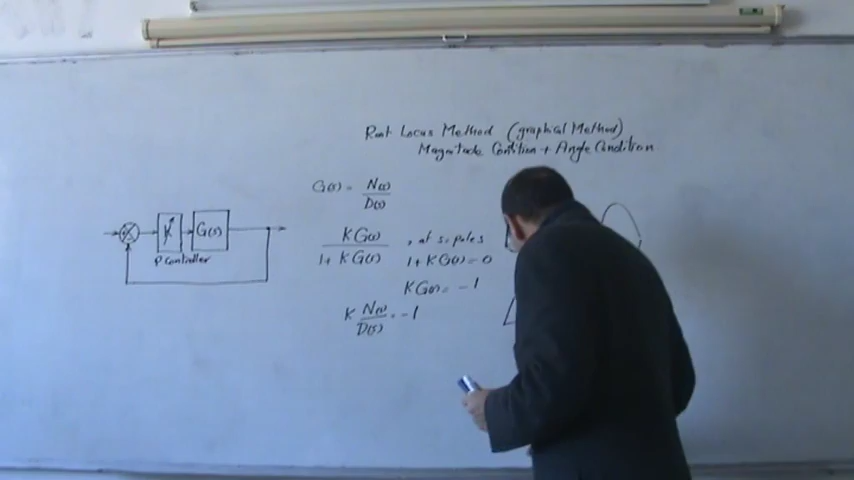 Root Locus Method (graphical Method)
Magnitude Condition + Angle Condition
G(s) = N(s)/D(s)
K G(s)/1 + K G(s) , at s = poles
1 + K G(s) = 0
K G(s) = -1
K N(s)/D(s) = -1
K G(s)
P Controller